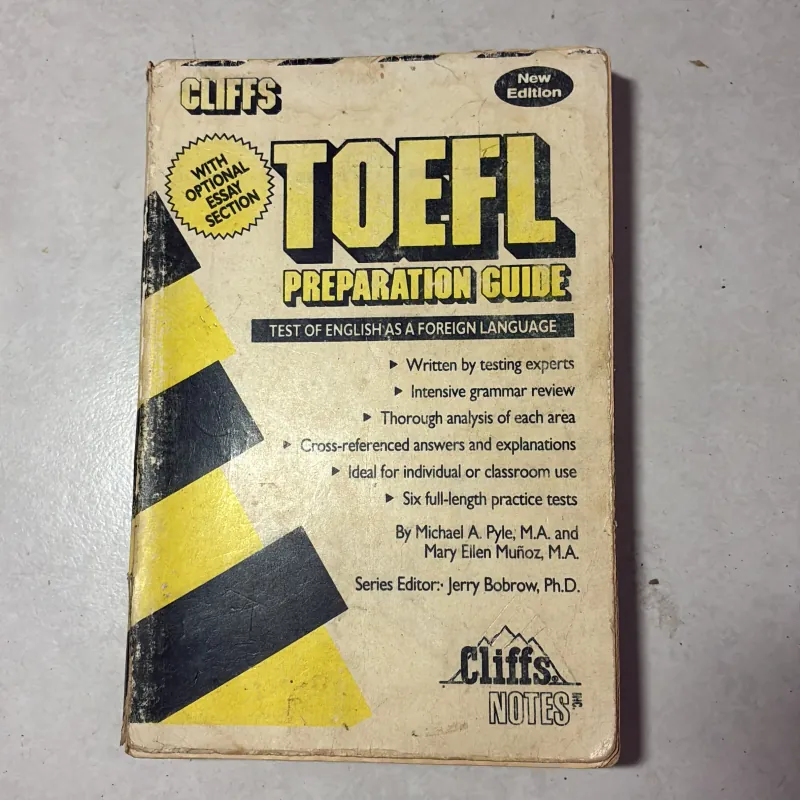 CLIFFS
New
Edition
WITH
OPTIONAL
ESSAY
SECTION
TOEFL
PREPARATION GUIDE
TEST OF ENGLISH AS A FOREIGN LANGUAGE
▸ Written by testing experts
▸ Intensive grammar review
▸ Thorough analysis of each area
▸ Cross-referenced answers and explanations
▸ Ideal for individual or classroom use
▸ Six full-length practice tests
By Michael A. Pyle, M.A. and
Mary Ellen Muñoz, M.A.
Series Editor: Jerry Bobrow, Ph.D.
Cliffs
NOTES INC.